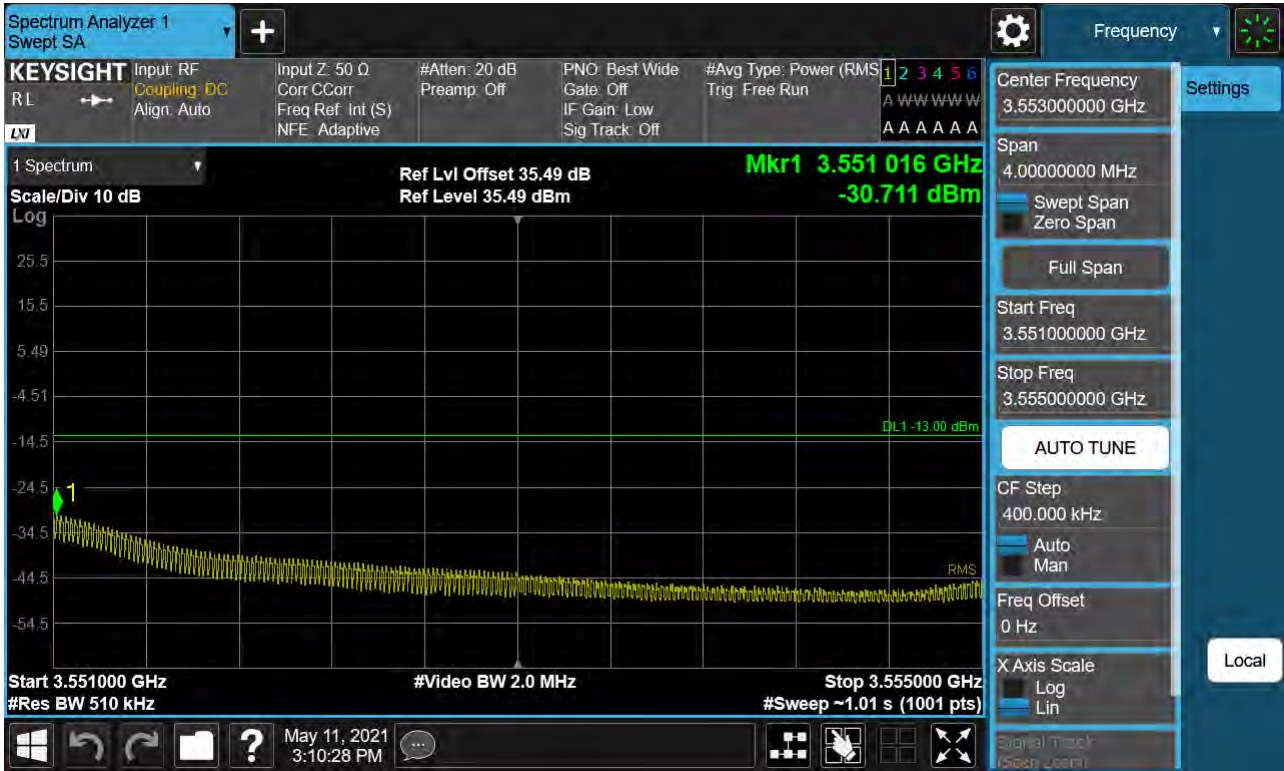 Spectrum Analyzer 1
Swept SA
+
Frequency
KEYSIGHT
R L
LXI
Input: RF
Coupling: DC
Align: Auto
Input Z: 50 Ω
Corr CCorr
Freq Ref: Int (S)
NFE: Adaptive
#Atten: 20 dB
Preamp: Off
PNO: Best Wide
Gate: Off
IF Gain: Low
Sig Track: Off
#Avg Type: Power (RMS
Trig: Free Run
1 2 3 4 5 6
A W W W W W
A A A A A A
1 Spectrum
Scale/Div 10 dB
Log
Ref Lvl Offset 35.49 dB
Ref Level 35.49 dBm
Mkr1 3.551 016 GHz
-30.711 dBm
25.5
15.5
5.49
-4.51
-14.5
-24.5
-34.5
-44.5
-54.5
DL1 -13.00 dBm
1
RMS
Start 3.551000 GHz
#Res BW 510 kHz
#Video BW 2.0 MHz
Stop 3.555000 GHz
#Sweep ~1.01 s (1001 pts)
Center Frequency
3.553000000 GHz
Settings
Span
4.00000000 MHz
Swept Span
Zero Span
Full Span
Start Freq
3.551000000 GHz
Stop Freq
3.555000000 GHz
AUTO TUNE
CF Step
400.000 kHz
Auto
Man
Freq Offset
0 Hz
X Axis Scale
Log
Lin
Local
Signal Track
(Span Zoom)
?
May 11, 2021
3:10:28 PM